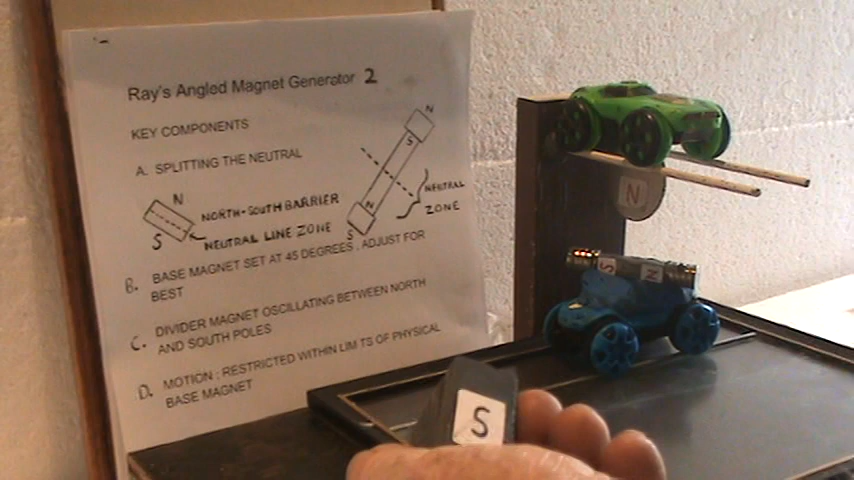 Ray's Angled Magnet Generator 2
KEY COMPONENTS
A. SPLITTING THE NEUTRAL
N
S
NORTH-SOUTH BARRIER
NEUTRAL LINE ZONE
N
S
N
S
NEUTRAL
ZONE
B. BASE MAGNET SET AT 45 DEGREES , ADJUST FOR
BEST
C. DIVIDER MAGNET OSCILLATING BETWEEN NORTH
AND SOUTH POLES
D. MOTION : RESTRICTED WITHIN LIM TS OF PHYSICAL
BASE MAGNET
N
S
N
S